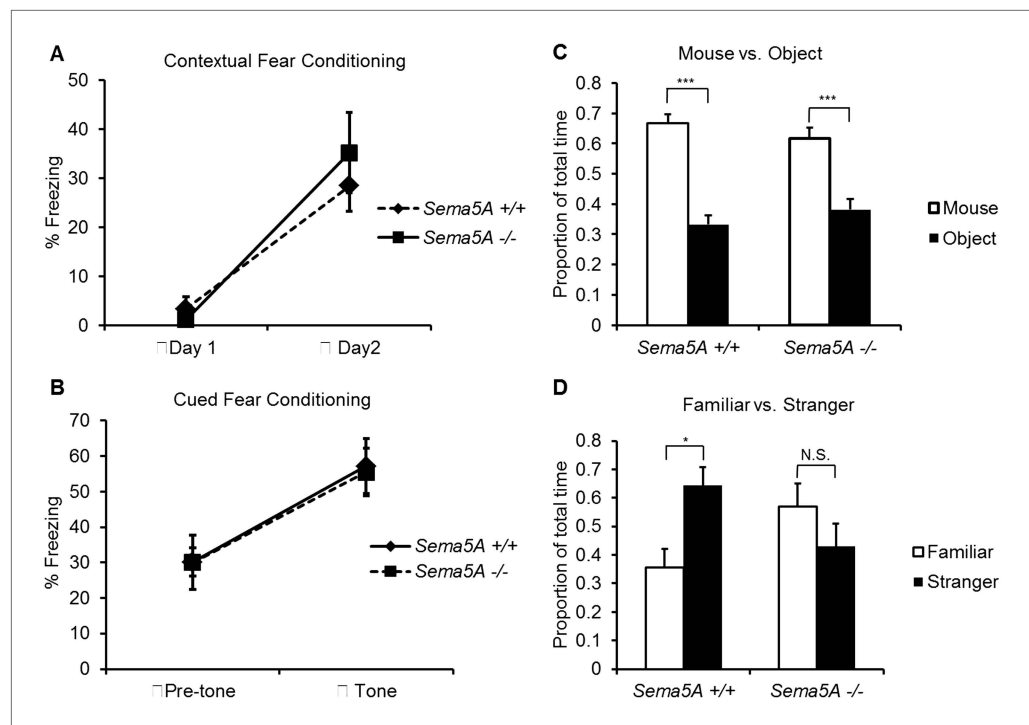 A
Contextual Fear Conditioning
50
40
30
20
10
0
% Freezing
□Day 1
□ Day2
Sema5A +/+
Sema5A -/-
B
Cued Fear Conditioning
70
60
50
40
30
20
10
0
% Freezing
□Pre-tone
□ Tone
Sema5A +/+
Sema5A -/-
C
Mouse vs. Object
0.8
0.7
0.6
0.5
0.4
0.3
0.2
0.1
0
Proportion of total time
***
***
Sema5A +/+
Sema5A -/-
Mouse
Object
D
Familiar vs. Stranger
0.8
0.7
0.6
0.5
0.4
0.3
0.2
0.1
0
Proportion of total time
*
N.S.
Sema5A +/+
Sema5A -/-
Familiar
Stranger